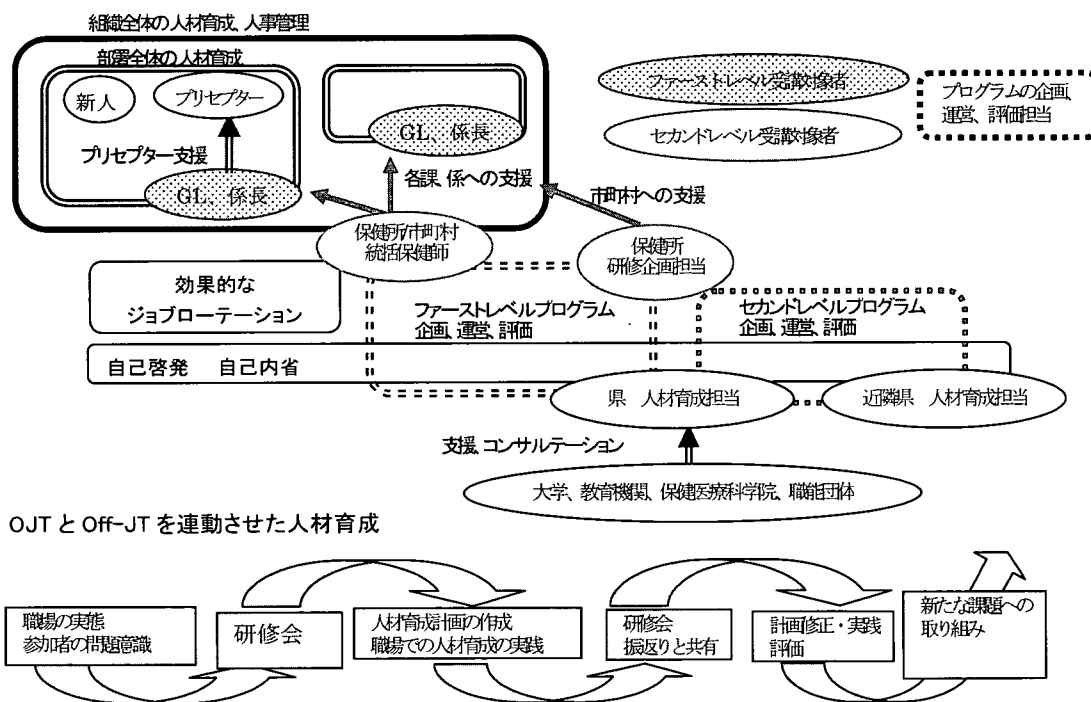 組織全体の人材育成、人事管理
部署全体の人材育成
新人
プリセプター
プリセプター支援
GL、係長
GL、係長
各課、係への支援
ファーストレベル受講対象者
セカンドレベル受講対象者
プログラムの企画、
運営、評価担当
市町村への支援
保健所/市町村
統括保健師
保健所
研修企画担当
効果的な
ジョブローテーション
ファーストレベルプログラム
企画、運営、評価
セカンドレベルプログラム
企画、運営、評価
自己啓発 自己内省
県 人材育成担当
近隣県 人材育成担当
支援、コンサルテーション
大学、教育機関、保健医療科学院、職能団体
OJT と Off-JT を連動させた人材育成
職場の実態
参加者の問題意識
研修会
人材育成計画の作成
職場での人材育成の実践
研修会
振返りと共有
計画修正・実践
評価
新たな課題への
取り組み